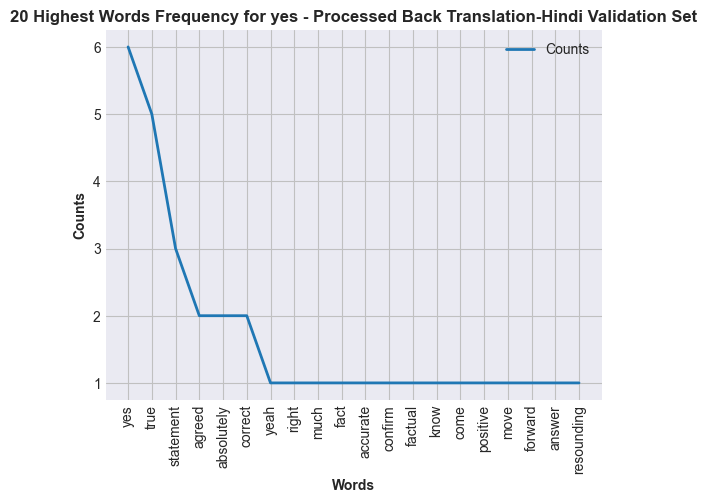 20 Highest Words Frequency for yes - Processed Back Translation-Hindi Validation Set
Counts
6
5
4
3
2
1
Counts
yes
true
statement
agreed
absolutely
correct
yeah
right
much
fact
accurate
confirm
factual
know
come
positive
move
forward
answer
resounding
Words